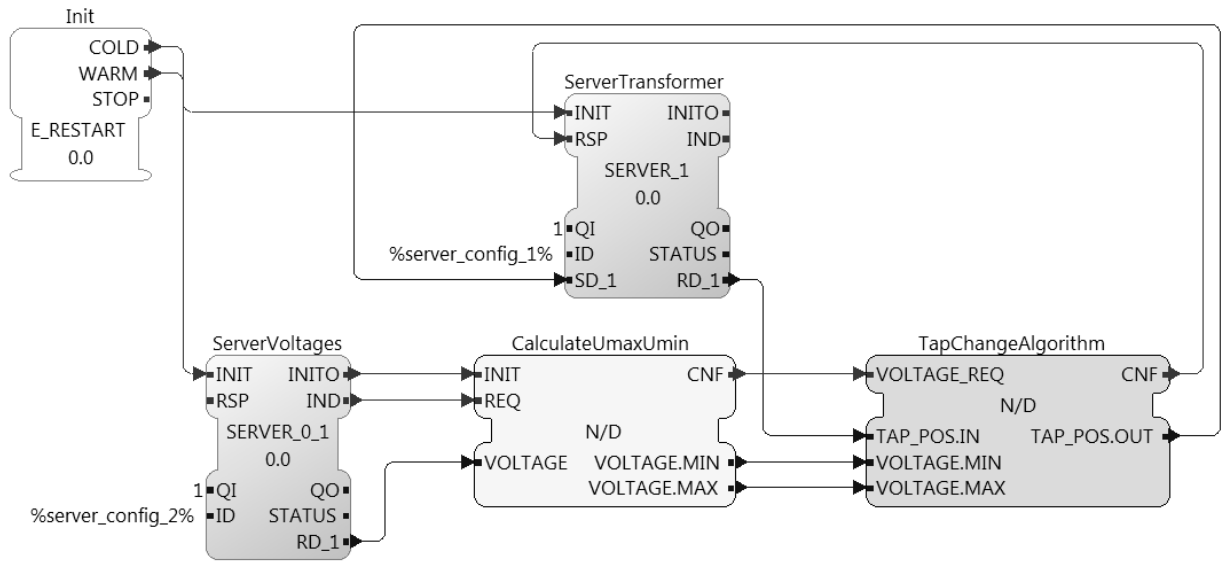 Init
COLD
WARM
STOP
E_RESTART
0.0
ServerTransformer
INIT INITO
RSP IND
SERVER_1
0.0
1 QI QO
%server_config_1% ID STATUS
SD_1 RD_1
ServerVoltages
INIT INITO
RSP IND
SERVER_0_1
0.0
1 QI QO
%server_config_2% ID STATUS
RD_1
CalculateUmaxUmin
INIT CNF
REQ
N/D
VOLTAGE VOLTAGE.MIN
VOLTAGE.MAX
TapChangeAlgorithm
VOLTAGE_REQ CNF
N/D
TAP_POS.IN TAP_POS.OUT
VOLTAGE.MIN
VOLTAGE.MAX